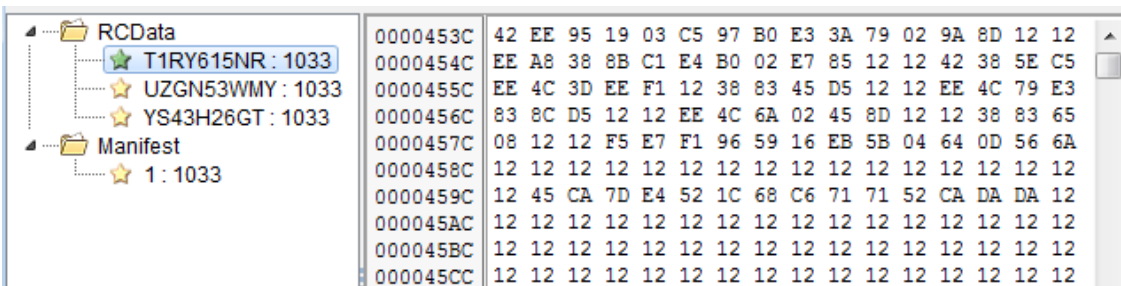 RCData
T1RY615NR : 1033
UZGN53WMY : 1033
YS43H26GT : 1033
Manifest
1 : 1033
0000453C 42 EE 95 19 03 C5 97 B0 E3 3A 79 02 9A 8D 12 12
0000454C EE A8 38 8B C1 E4 B0 02 E7 85 12 12 42 38 5E C5
0000455C EE 4C 3D EE F1 12 38 83 45 D5 12 12 EE 4C 79 E3
0000456C 83 8C D5 12 12 EE 4C 6A 02 45 8D 12 12 38 83 65
0000457C 08 12 12 F5 E7 F1 96 59 16 EB 5B 04 64 0D 56 6A
0000458C 12 12 12 12 12 12 12 12 12 12 12 12 12 12 12 12
0000459C 12 45 CA 7D E4 52 1C 68 C6 71 71 52 CA DA DA 12
000045AC 12 12 12 12 12 12 12 12 12 12 12 12 12 12 12 12
000045BC 12 12 12 12 12 12 12 12 12 12 12 12 12 12 12 12
000045CC 12 12 12 12 12 12 12 12 12 12 12 12 12 12 12 12